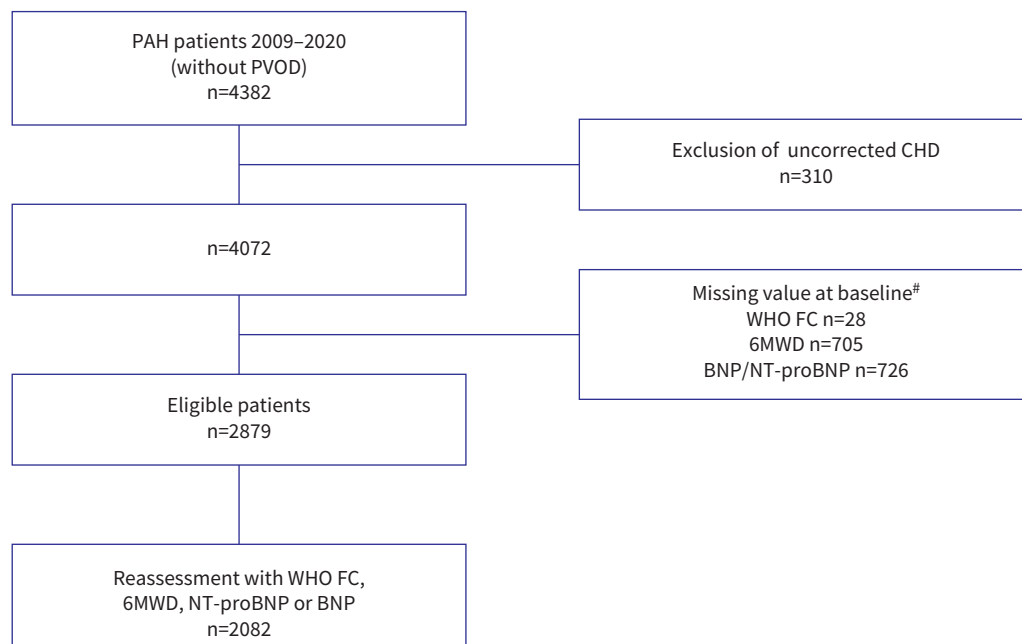 PAH patients 2009–2020
(without PVOD)
n=4382
Exclusion of uncorrected CHD
n=310
n=4072
Missing value at baseline#
WHO FC n=28
6MWD n=705
BNP/NT-proBNP n=726
Eligible patients
n=2879
Reassessment with WHO FC,
6MWD, NT-proBNP or BNP
n=2082